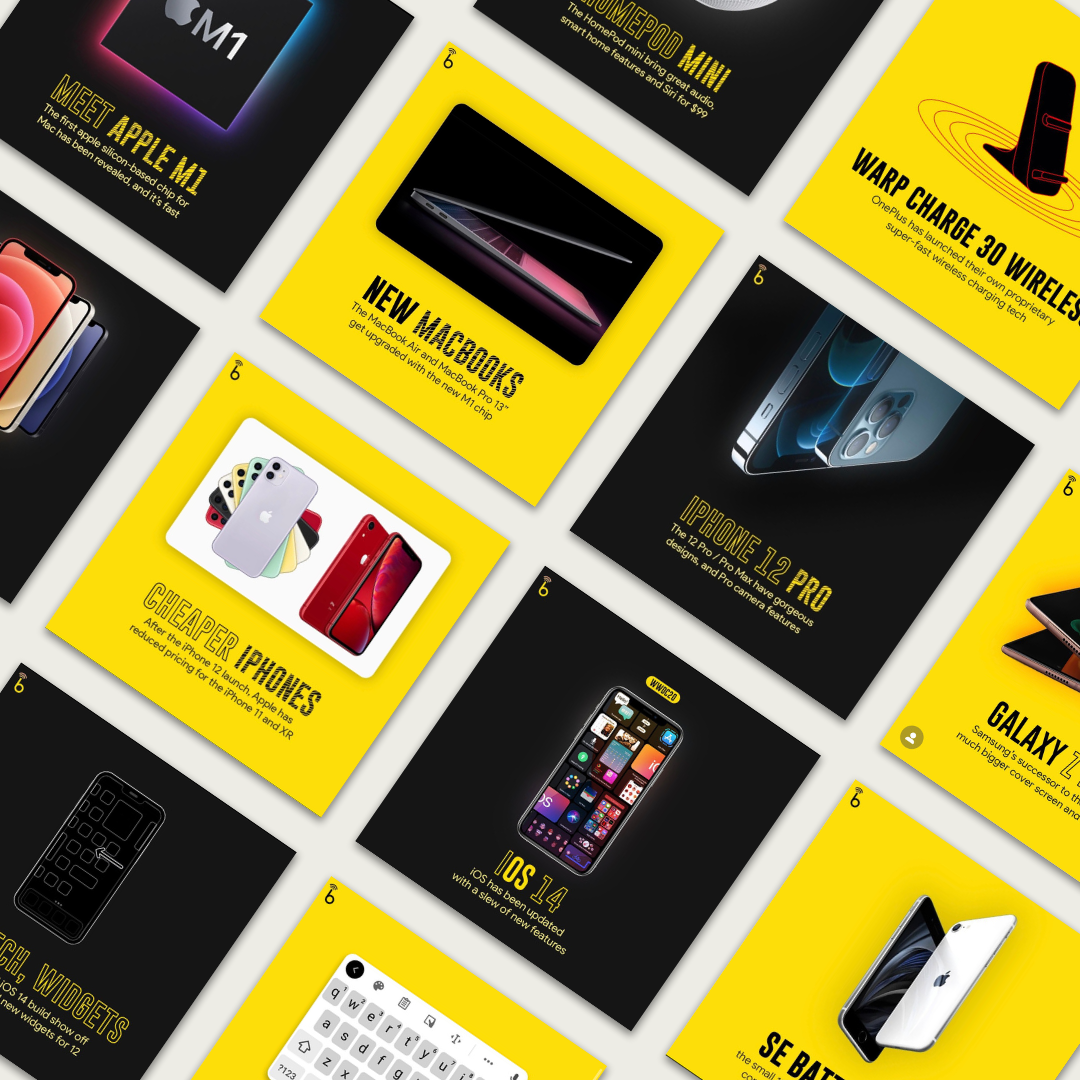 M1
MEET APPLE M1
The first apple silicon-based chip for
Mac has been revealed, and it's fast
HOMEPOD MINI
The HomePod mini bring great audio,
smart home features and Siri for $99
WARP CHARGE 30 WIRELES
OnePlus has launched their own proprietary
super-fast wireless charging tech
NEW MACBOOKS
The MacBook Air and MacBook Pro 13"
get upgraded with the new M1 chip
IPHONE 12 PRO
The 12 Pro / Pro Max have gorgeous
designs, and Pro camera features
CHEAPER IPHONES
After the iPhone 12 launch, Apple has
reduced pricing for the iPhone 11 and XR
GALAXY Z
Samsung's successor to th
much bigger cover screen and
WWDC20
IOS 14
iOS has been updated
with a slew of new features
CH, WIDGETS
iOS 14 build show off
new widgets for 12
q w e r t y u
a s d f g
z x
?123
SE BAT
the small